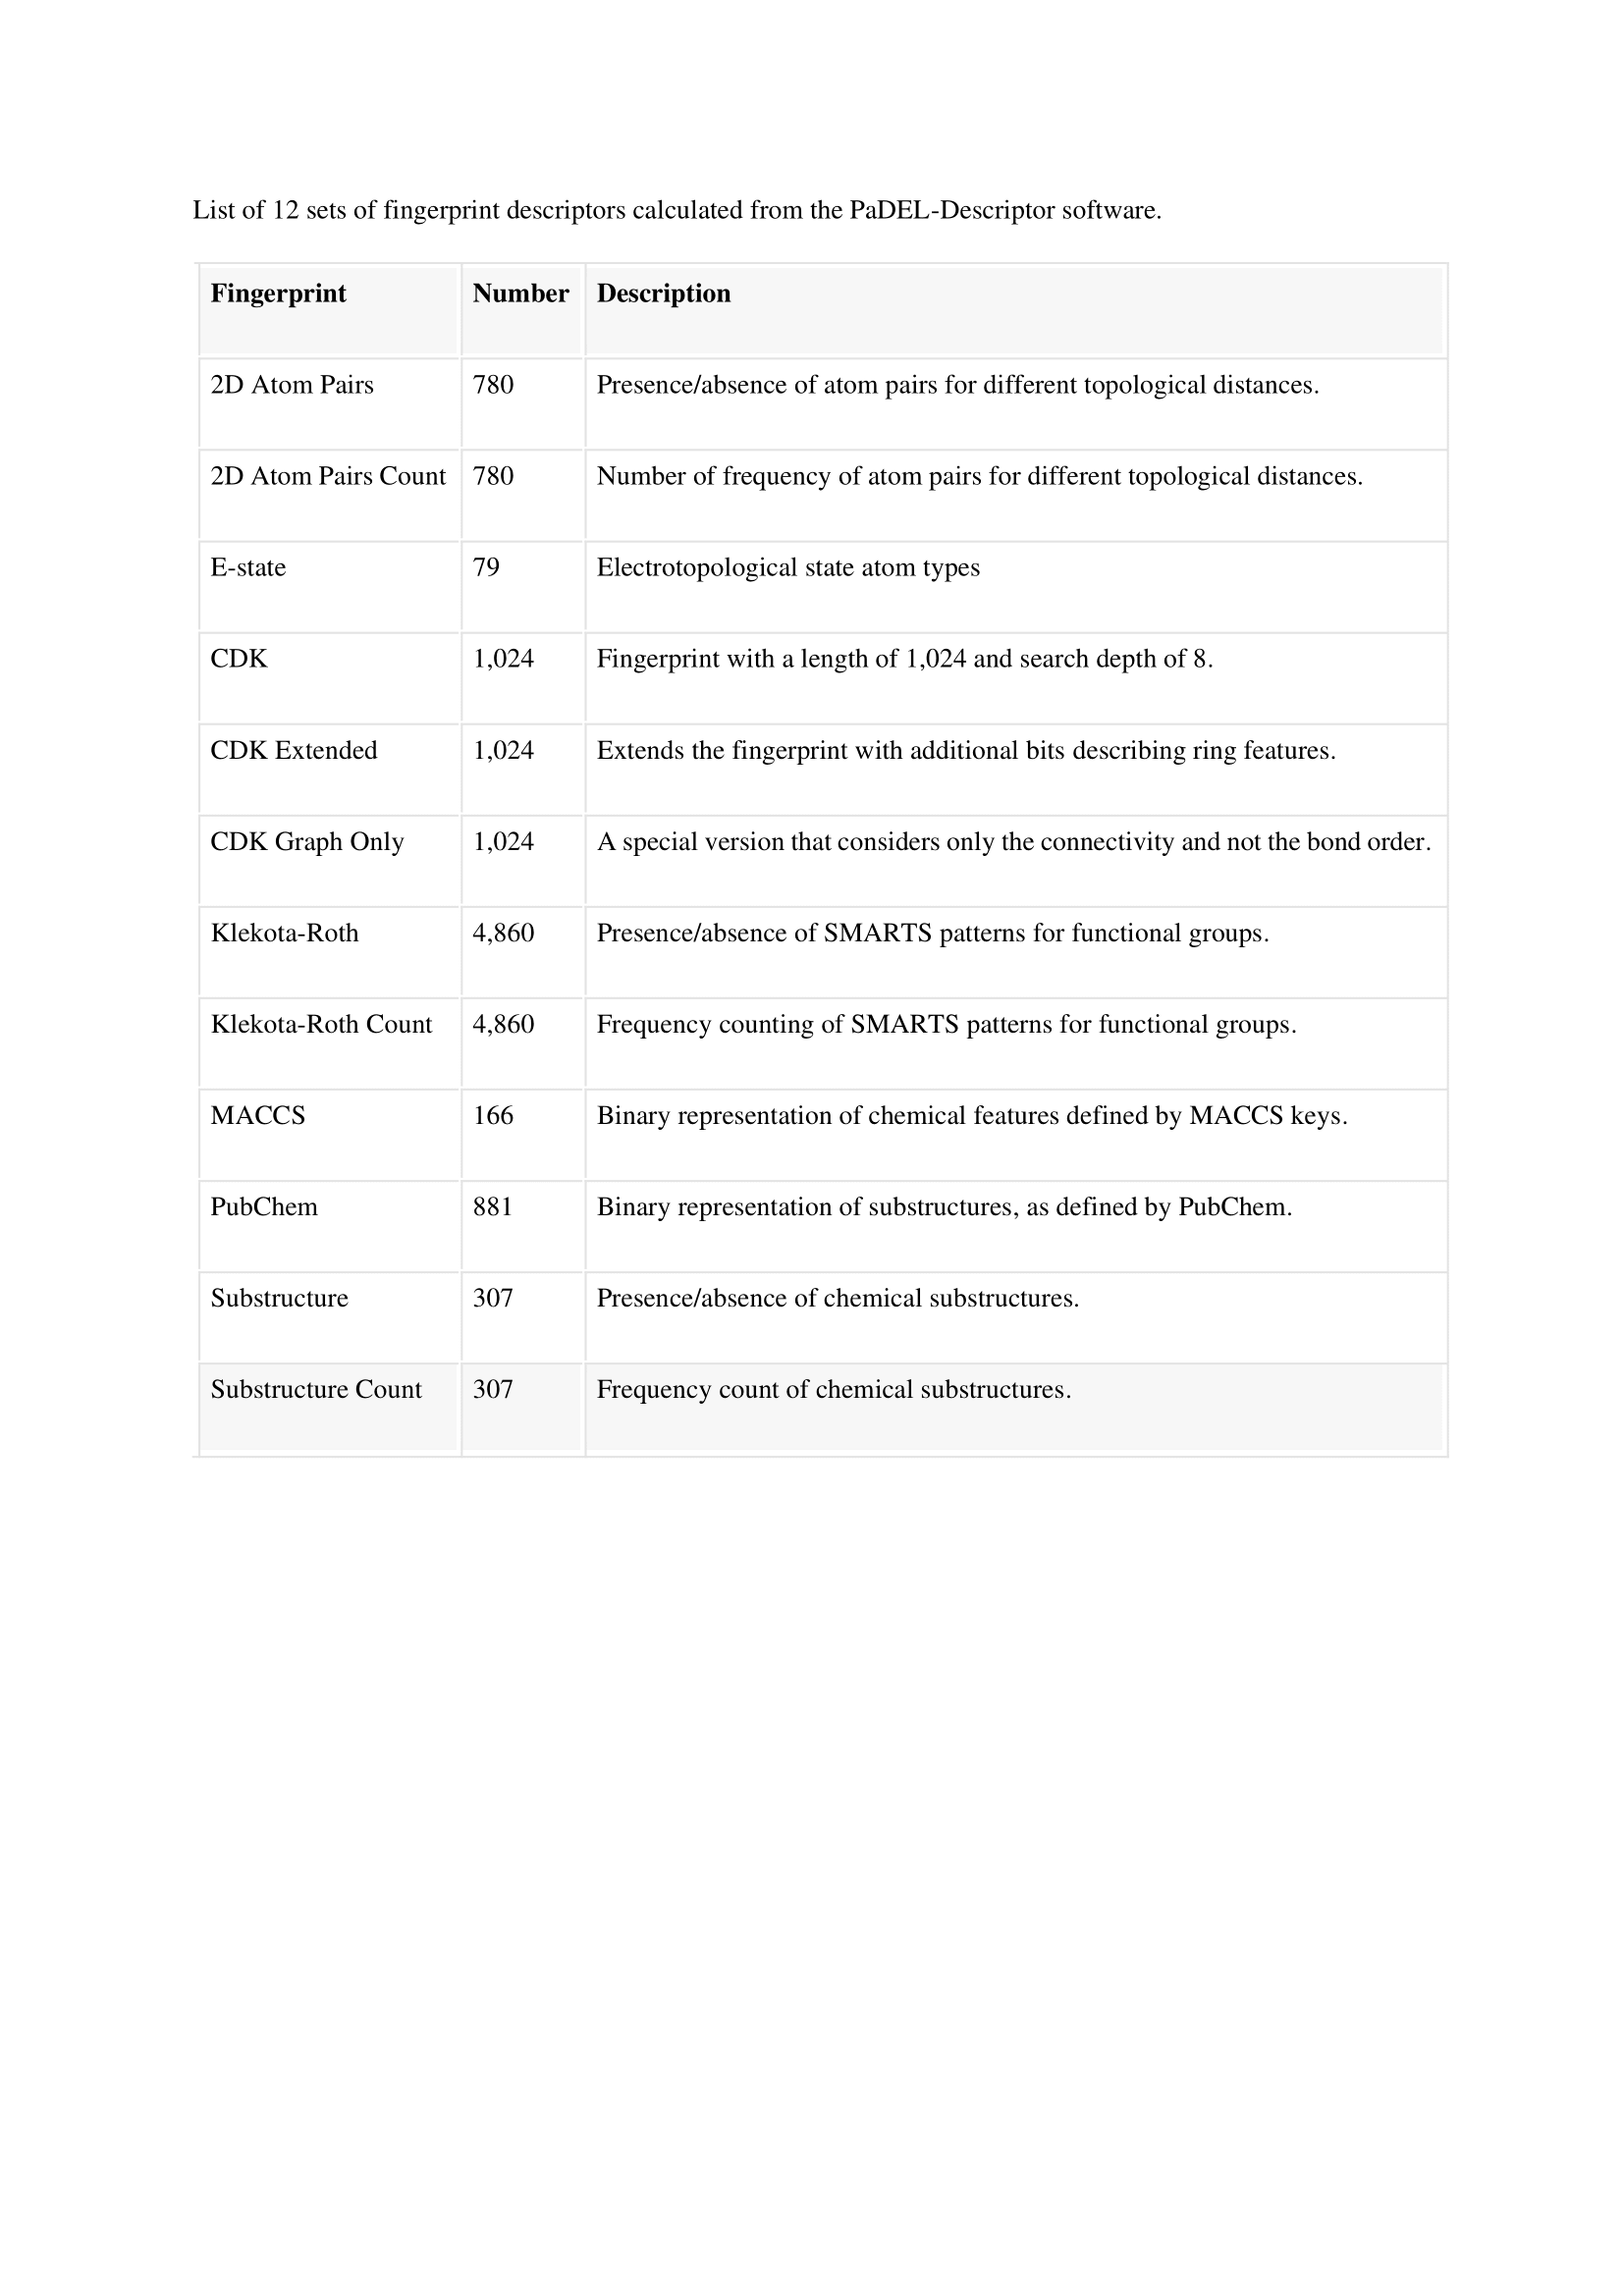 List of 12 sets of fingerprint descriptors calculated from the PaDEL-Descriptor software.
Fingerprint Number Description
2D Atom Pairs 780 Presence/absence of atom pairs for different topological distances.
2D Atom Pairs Count 780 Number of frequency of atom pairs for different topological distances.
E-state 79 Electrotopological state atom types
CDK 1,024 Fingerprint with a length of 1,024 and search depth of 8.
CDK Extended 1,024 Extends the fingerprint with additional bits describing ring features.
CDK Graph Only 1,024 A special version that considers only the connectivity and not the bond order.
Klekota-Roth 4,860 Presence/absence of SMARTS patterns for functional groups.
Klekota-Roth Count 4,860 Frequency counting of SMARTS patterns for functional groups.
MACCS 166 Binary representation of chemical features defined by MACCS keys.
PubChem 881 Binary representation of substructures, as defined by PubChem.
Substructure 307 Presence/absence of chemical substructures.
Substructure Count 307 Frequency count of chemical substructures.